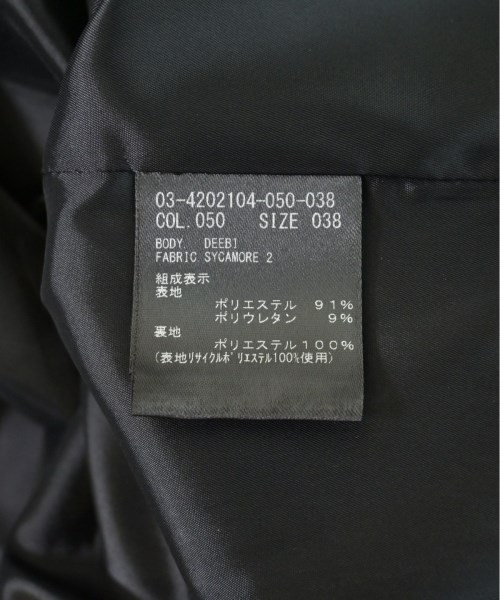 03-4202104-050-038
COL.050 SIZE 038
BODY. DEEB1
FABRIC SYCAMORE 2
組成表示
表地
ポリエステル 91%
ポリウレタン 9%
裏地
ポリエステル100%
(表地ﾘｻｲｸﾙﾎﾟﾘｴｽﾃﾙ100%使用)